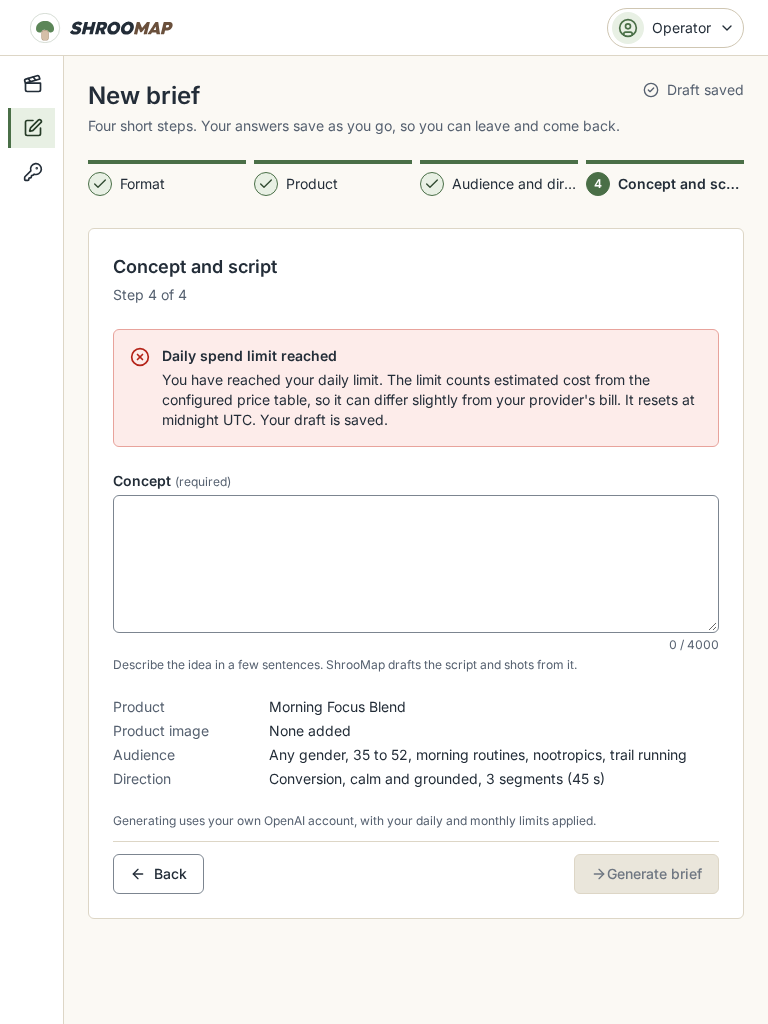 SHROOMAP
Operator
New brief
Draft saved
Four short steps. Your answers save as you go, so you can leave and come back.
Format
Product
Audience and dir...
4
Concept and sc...
Concept and script
Step 4 of 4
Daily spend limit reached
You have reached your daily limit. The limit counts estimated cost from the
configured price table, so it can differ slightly from your provider's bill. It resets at
midnight UTC. Your draft is saved.
Concept (required)
0 / 4000
Describe the idea in a few sentences. ShrooMap drafts the script and shots from it.
Product Morning Focus Blend
Product image None added
Audience Any gender, 35 to 52, morning routines, nootropics, trail running
Direction Conversion, calm and grounded, 3 segments (45 s)
Generating uses your own OpenAI account, with your daily and monthly limits applied.
Back
Generate brief